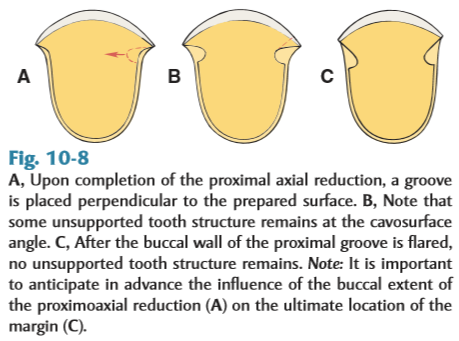 A B C
Fig. 10-8
A, Upon completion of the proximal axial reduction, a groove
is placed perpendicular to the prepared surface. B, Note that
some unsupported tooth structure remains at the cavosurface
angle. C, After the buccal wall of the proximal groove is flared,
no unsupported tooth structure remains. Note: It is important
to anticipate in advance the influence of the buccal extent of
the proximoaxial reduction (A) on the ultimate location of the
margin (C).